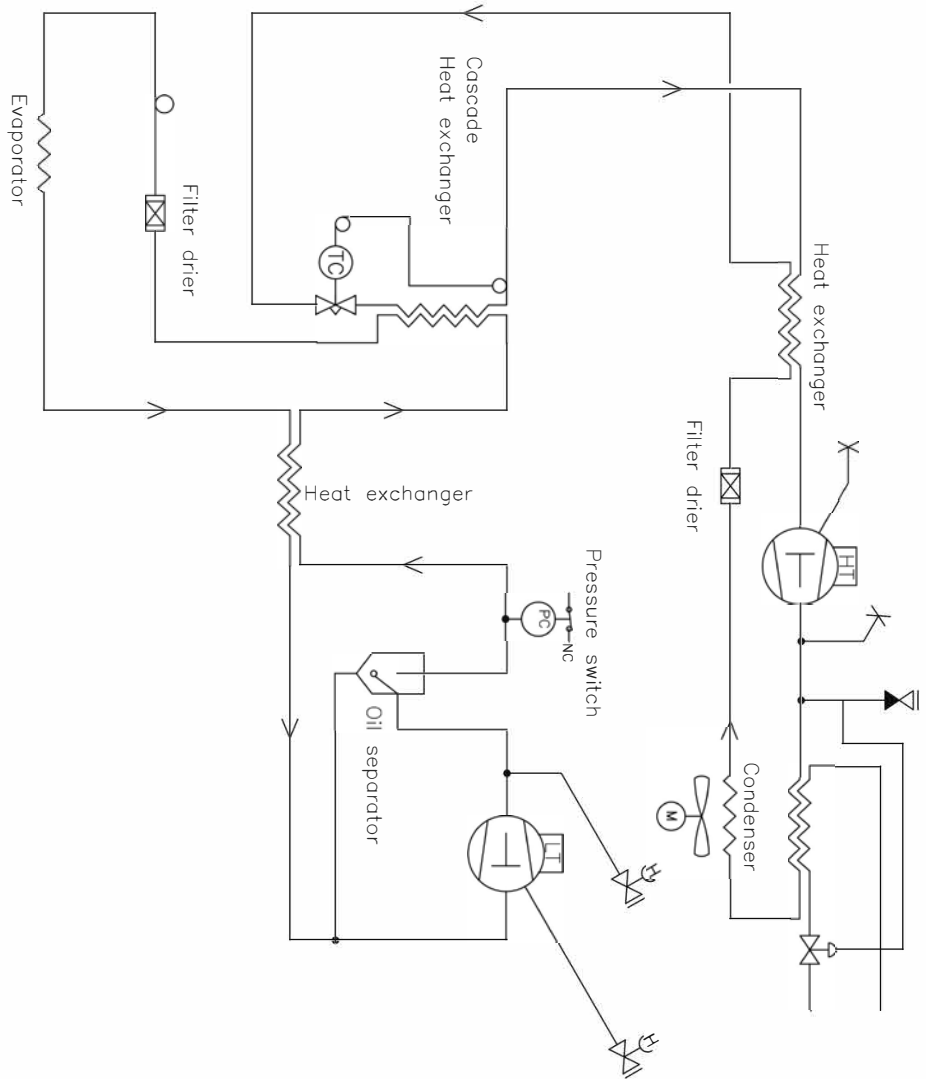 Cascade
Heat exchanger
Evaporator
Filter drier
TC
Heat exchanger
Filter drier
HT
Heat exchanger
Pressure switch
PC
NC
Oil separator
Condenser
M
LT